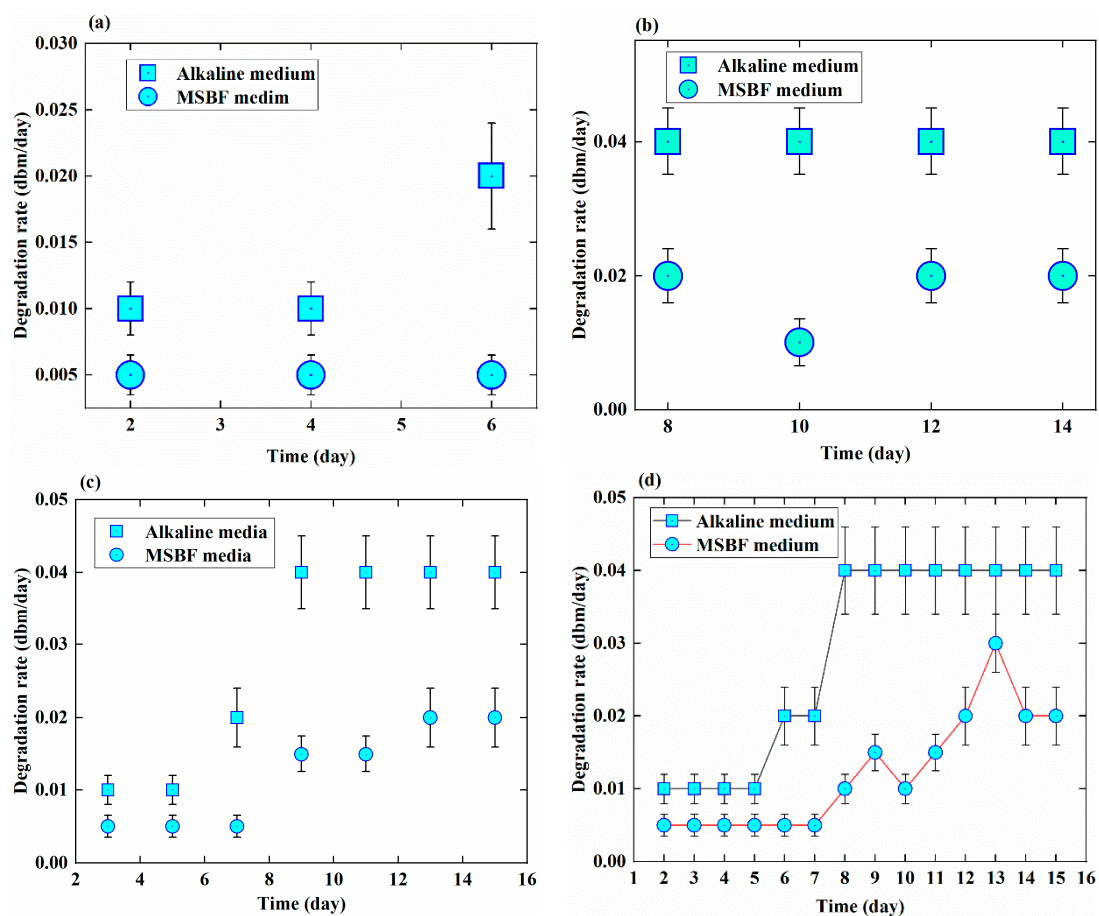 (a)
0.030
0.020
0.015
0.010
0.005
Degradation rate (dbm/day)
Alkaline medium
MSBF medim
2 3 4 5 6
Time (day)
(b)
0.04
0.02
0.00
Degradation rate (dbm/day)
Alkaline medium
MSBF medium
8 10 12 14
Time (day)
(c)
0.05
0.04
0.03
0.02
0.01
0.00
Degradation rate (dbm/day)
Alkaline media
MSBF media
2 4 6 8 10 12 14 16
Time (day)
(d)
0.05
0.04
0.03
0.02
0.01
0.00
Degradation rate (dbm/day)
Alkaline medium
MSBF medium
1 2 3 4 5 6 7 8 9 10 11 12 13 14 15 16
Time (day)